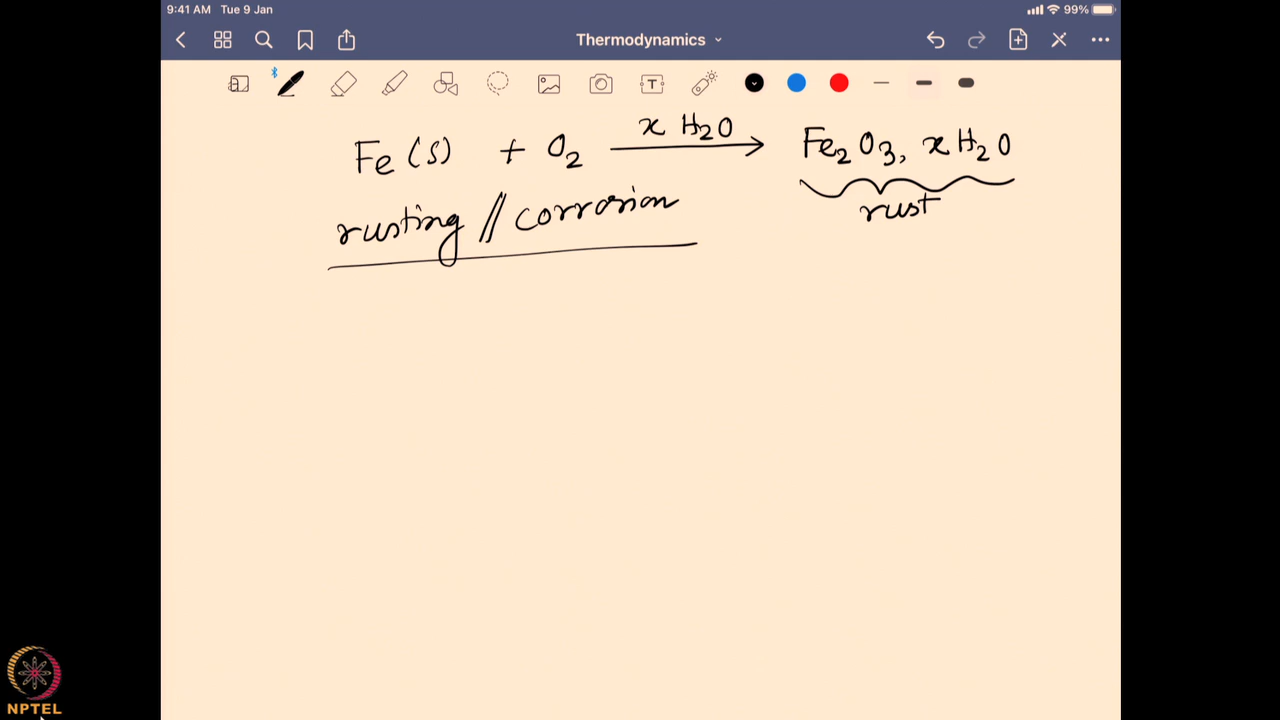 9:41 AM Tue 9 Jan 99%
Thermodynamics
T
Fe (s) + O2 x H2O Fe2O3, x H2O
rusting // corrosion rust
NPTEL